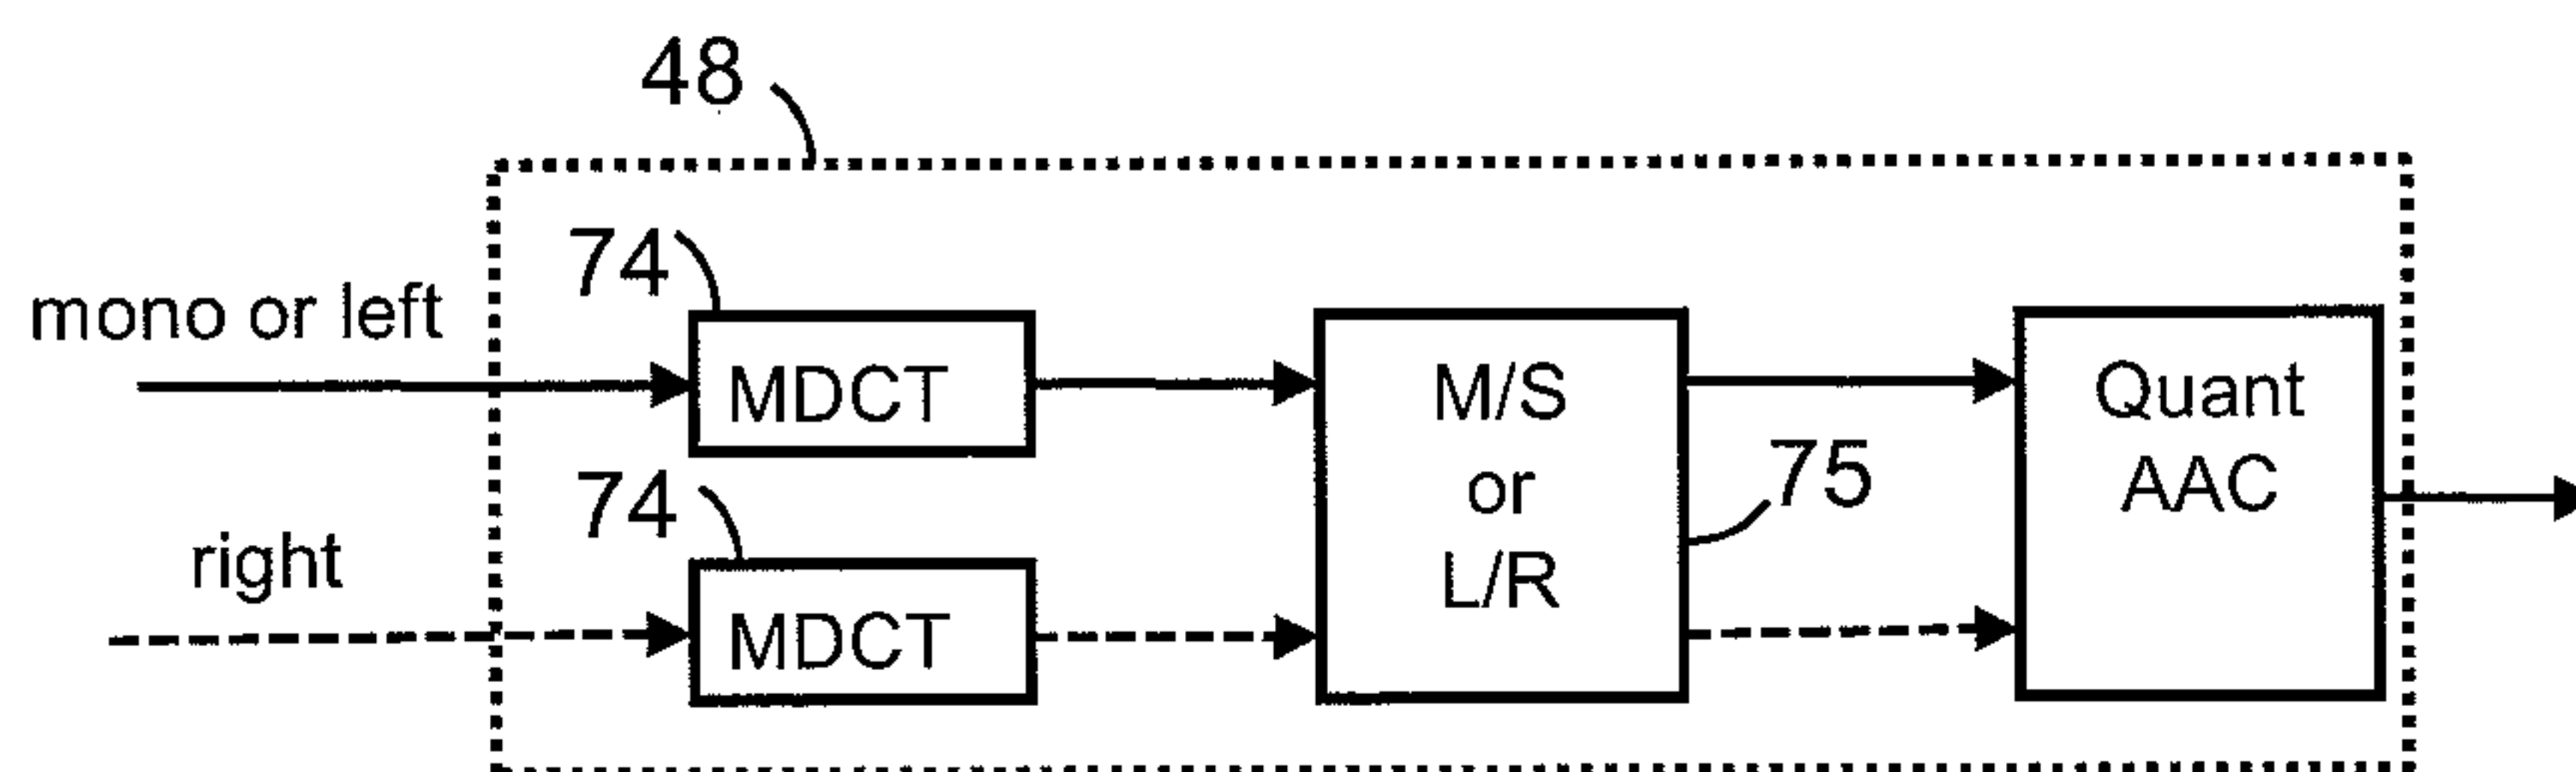 48
74
mono or left
MDCT
M/S
or
L/R
Quant
AAC
75
74
right
MDCT